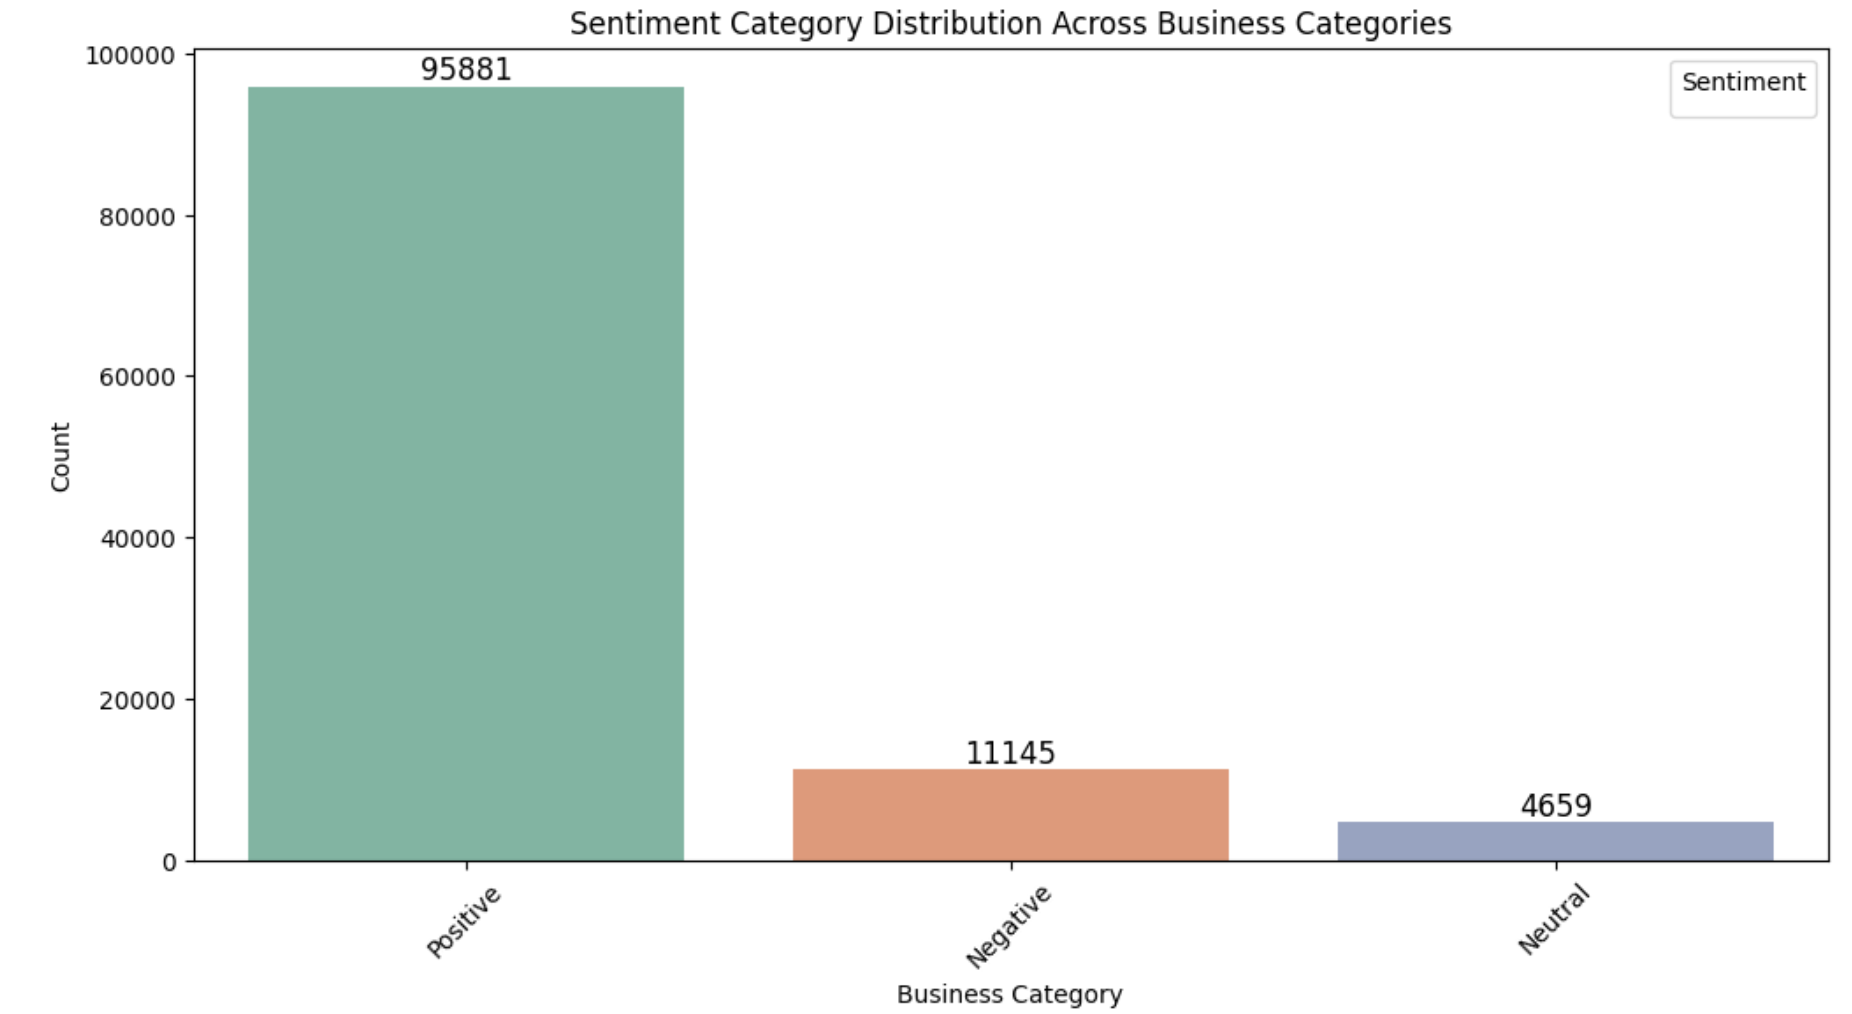 Sentiment Category Distribution Across Business Categories
Sentiment
100000
80000
60000
40000
20000
0
Count
95881
11145
4659
Positive
Negative
Neutral
Business Category